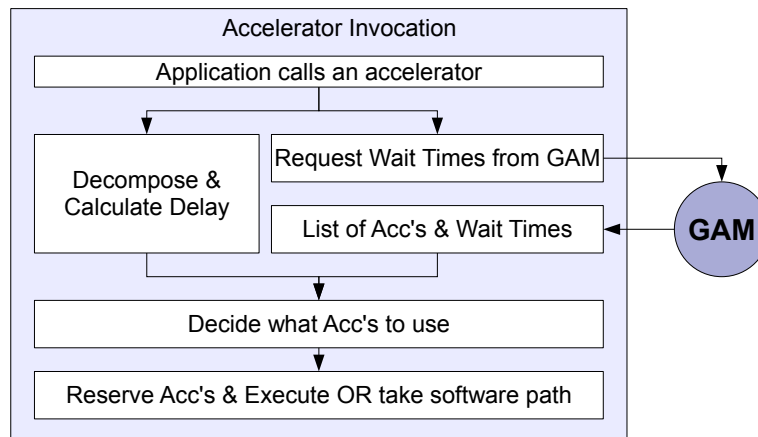 Accelerator Invocation
Application calls an accelerator
Decompose &
Calculate Delay
Request Wait Times from GAM
List of Acc's & Wait Times
GAM
Decide what Acc's to use
Reserve Acc's & Execute OR take software path